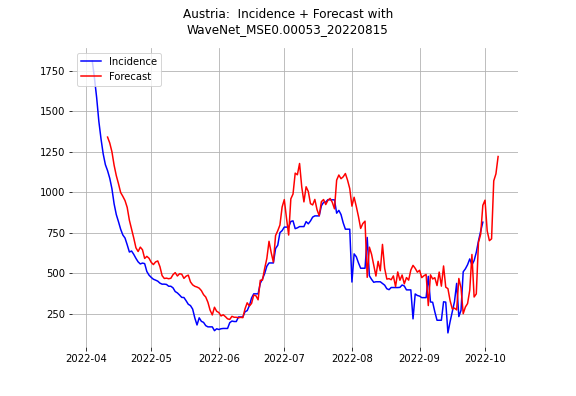 Austria:  Incidence + Forecast with
WaveNet_MSE0.00053_20220815
Incidence
Forecast
1750
1500
1250
1000
750
500
250
2022-04 2022-05 2022-06 2022-07 2022-08 2022-09 2022-10